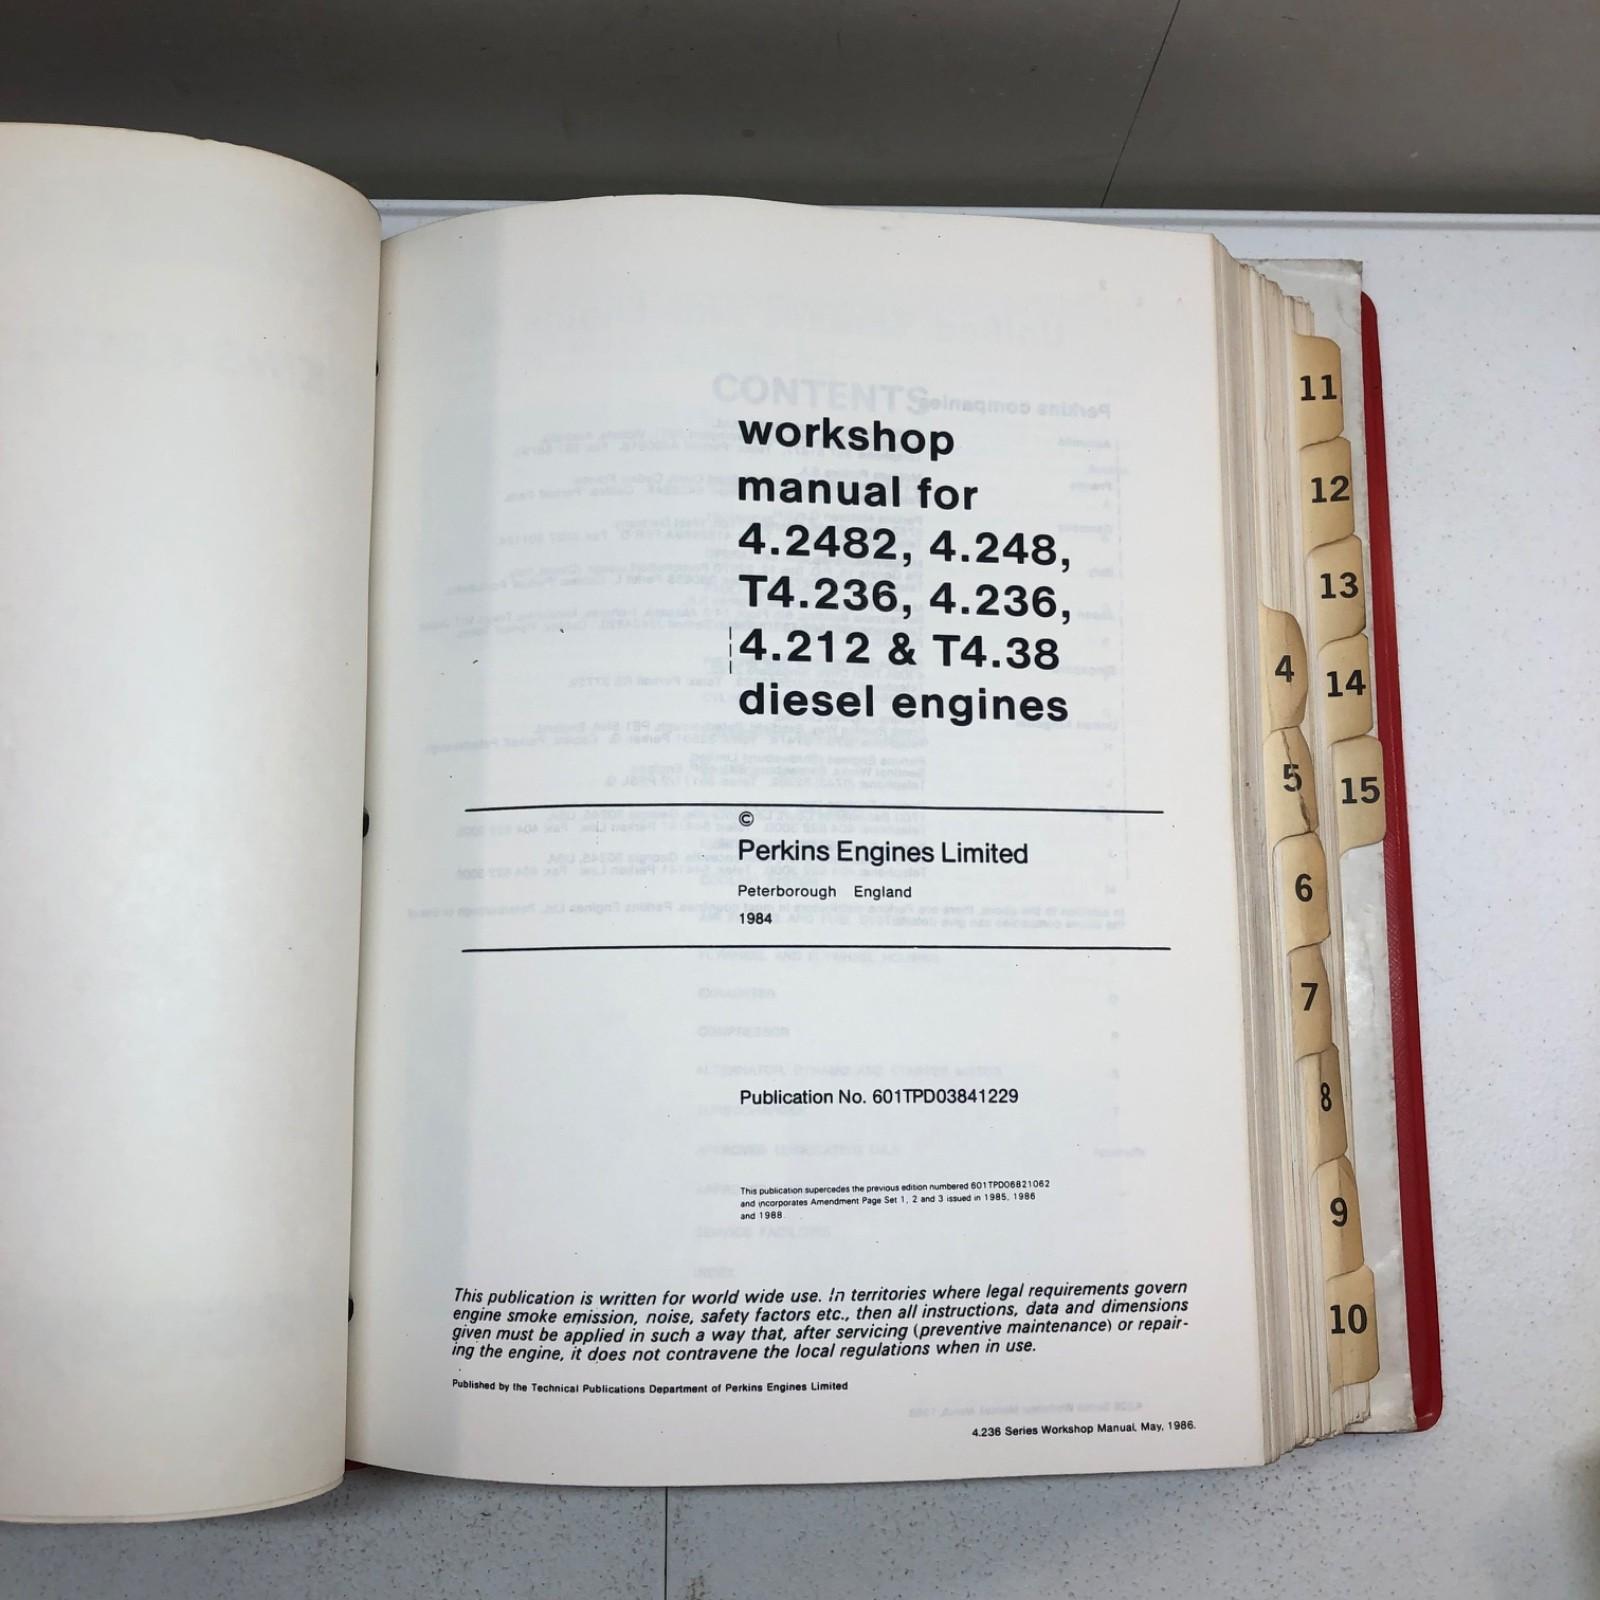 workshop
manual for
4.2482, 4.248,
T4.236, 4.236,
4.212 & T4.38
diesel engines
©
Perkins Engines Limited
Peterborough England
1984
Publication No. 601TPD03841229
This publication supercedes the previous edition numbered 601TPD06821062
and incorporates Amendment Page Set 1, 2 and 3 issued in 1985, 1986
and 1988.
This publication is written for world wide use. In territories where legal requirements govern
engine smoke emission, noise, safety factors etc., then all instructions, data and dimensions
given must be applied in such a way that, after servicing (preventive maintenance) or repair-
ing the engine, it does not contravene the local regulations when in use.
Published by the Technical Publications Department of Perkins Engines Limited
4.236 Series Workshop Manual, May, 1986.
CONTENTS
Perkins companies
EXHAUSTER
COMPRESSOR
INDEX
4
5
6
7
8
9
10
11
12
13
14
15